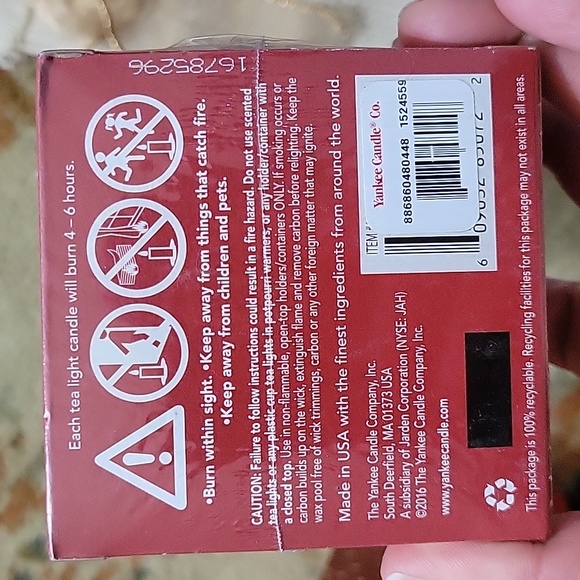 16785296
Each tea light candle will burn 4 – 6 hours.
•Burn within sight. •Keep away from things that catch fire.
•Keep away from children and pets.
CAUTION: Failure to follow instructions could result in a fire hazard. Do not use scented
tea lights or any plastic cup tea lights in potpourri warmers, or any holder/container with
a closed top. Use in non-flammable, open-top holders/containers ONLY. If smoking occurs or
carbon builds up on the wick, extinguish flame and remove carbon before relighting. Keep the
wax pool free of wick trimmings, carbon or any other foreign matter that may ignite.
Made in USA with the finest ingredients from around the world.
The Yankee Candle Company, Inc.
South Deerfield, MA 01373 USA
A subsidiary of Jarden Corporation (NYSE: JAH)
©2016 The Yankee Candle Company, Inc.
www.yankeecandle.com
ITEM
Yankee Candle® Co.
886860480448 1524559
6 2
This package is 100% recyclable. Recycling facilities for this package may not exist in all areas.